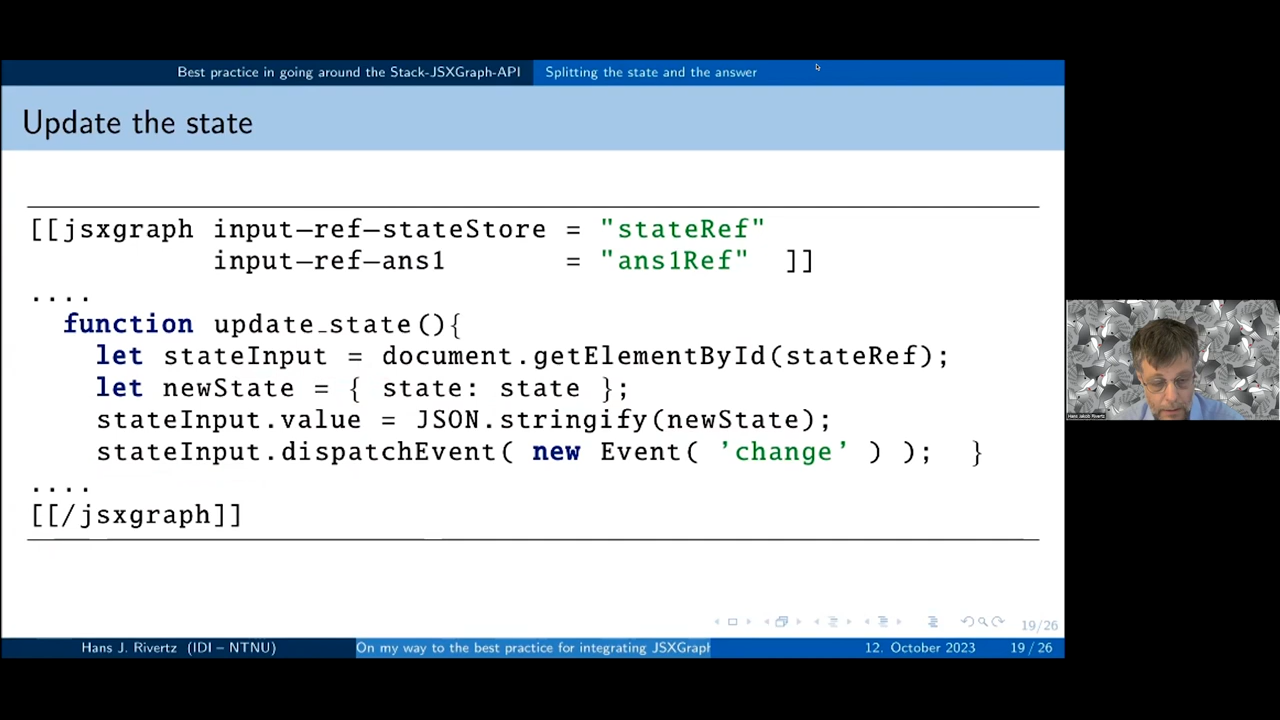 Best practice in going around the Stack-JSXGraph-API Splitting the state and the answer
Update the state
[[jsxgraph input-ref-stateStore = "stateRef"
input-ref-ans1 = "ans1Ref" ]]
....
function update_state(){
let stateInput = document.getElementById(stateRef);
let newState = { state: state };
stateInput.value = JSON.stringify(newState);
stateInput.dispatchEvent( new Event( 'change' ) ); }
....
[[/jsxgraph]]
19/26
Hans J. Rivertz (IDI – NTNU) On my way to the best practice for integrating JSXGraph 12. October 2023 19 / 26
Hans Jakob Rivertz